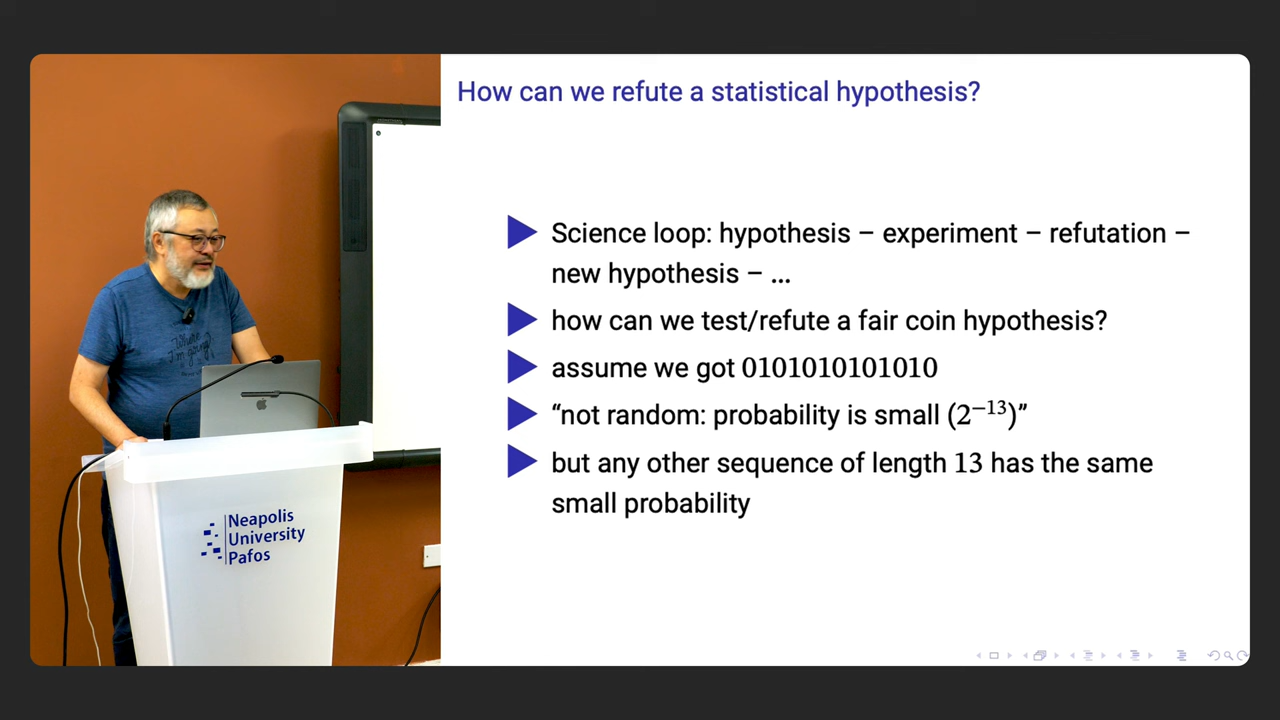 How can we refute a statistical hypothesis?
▶ Science loop: hypothesis – experiment – refutation –
new hypothesis – ...
▶ how can we test/refute a fair coin hypothesis?
▶ assume we got 0101010101010
▶ “not random: probability is small (2⁻¹³)”
▶ but any other sequence of length 13 has the same
small probability
Where
I'm going?
Neapolis
University
Pafos